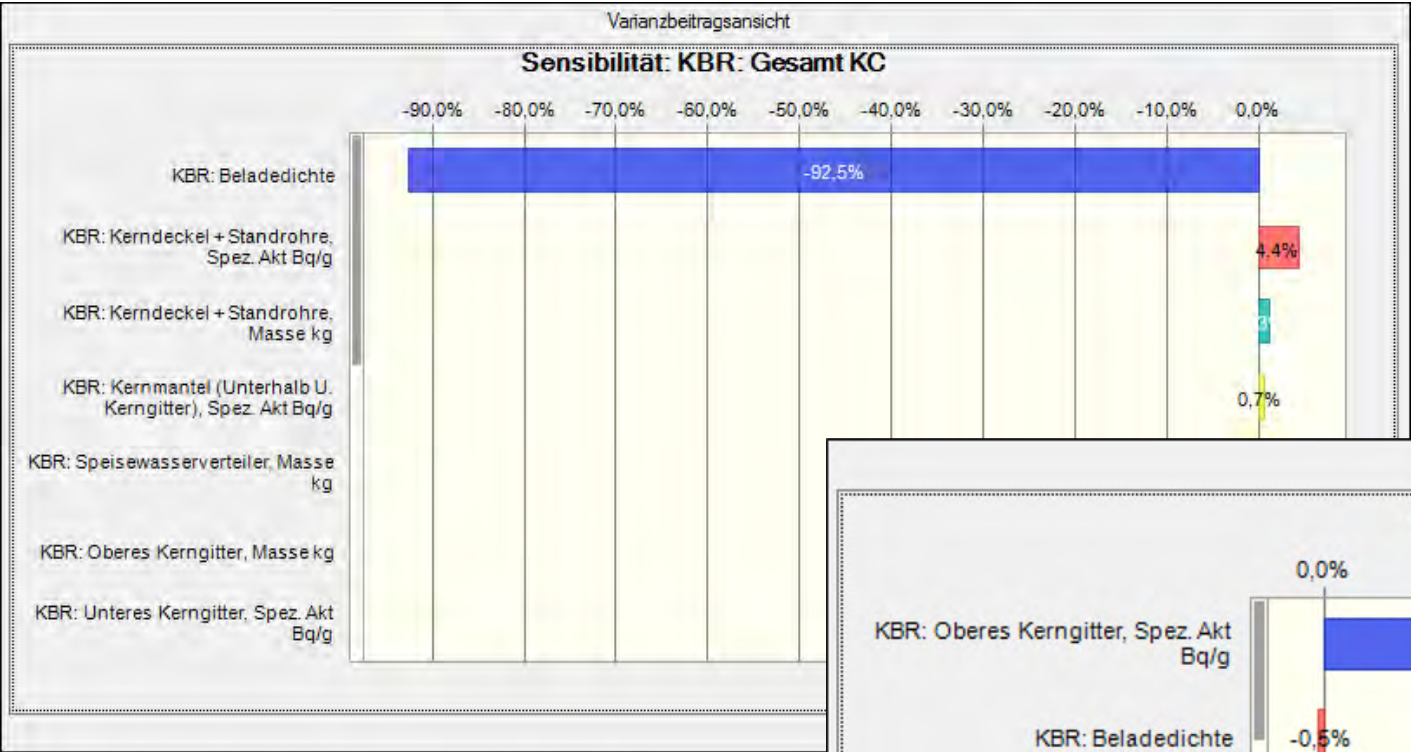 Varianzbeitragsansicht
Sensibilität: KBR: Gesamt KC
-90,0% -80,0% -70,0% -60,0% -50,0% -40,0% -30,0% -20,0% -10,0% 0,0%
KBR: Beladedichte
-92,5%
KBR: Kerndeckel + Standrohre,
Spez. Akt Bq/g
4,4%
KBR: Kerndeckel + Standrohre,
Masse kg
KBR: Kernmantel (Unterhalb U.
Kerngitter), Spez. Akt Bq/g
0,7%
KBR: Speisewasserverteiler, Masse
kg
KBR: Oberes Kerngitter, Masse kg
KBR: Unteres Kerngitter, Spez. Akt
Bq/g
0,0%
KBR: Oberes Kerngitter, Spez. Akt
Bq/g
KBR: Beladedichte
-0,5%